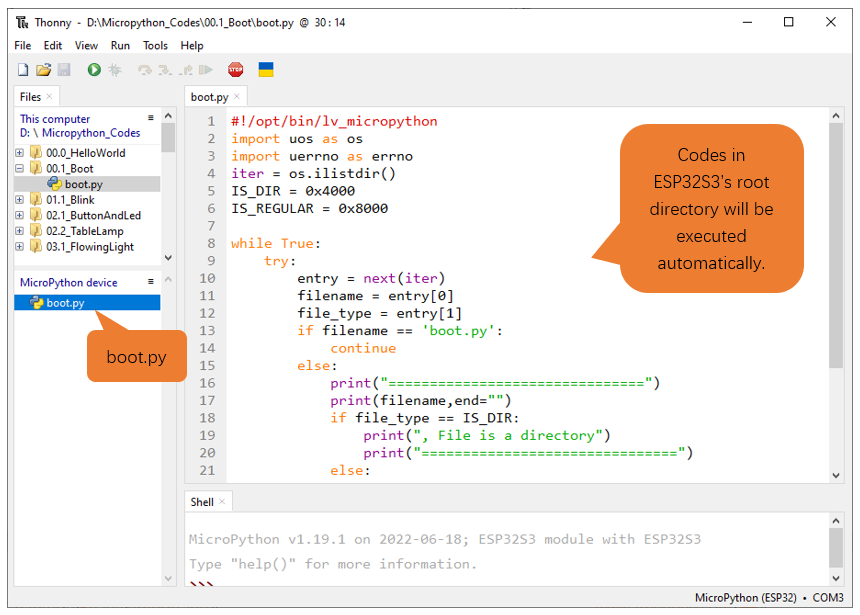 Thonny - D:\Micropython_Codes\00.1_Boot\boot.py @ 30:14
File Edit View Run Tools Help
STOP
Files ×
This computer
D: \ Micropython_Codes
00.0_HelloWorld
00.1_Boot
boot.py
01.1_Blink
02.1_ButtonAndLed
02.2_TableLamp
03.1_FlowingLight
MicroPython device
boot.py
boot.py
boot.py ×
1 #!/opt/bin/lv_micropython
2 import uos as os
3 import uerrno as errno
4 iter = os.ilistdir()
5 IS_DIR = 0x4000
6 IS_REGULAR = 0x8000
7
8 while True:
9     try:
10         entry = next(iter)
11         filename = entry[0]
12         file_type = entry[1]
13         if filename == 'boot.py':
14             continue
15         else:
16             print("===============================")
17             print(filename,end="")
18             if file_type == IS_DIR:
19                 print(", File is a directory")
20                 print("===============================")
21             else:
Codes in
ESP32S3's root
directory will be
executed
automatically.
Shell ×
MicroPython v1.19.1 on 2022-06-18; ESP32S3 module with ESP32S3
Type "help()" for more information.
>>>
MicroPython (ESP32) • COM3